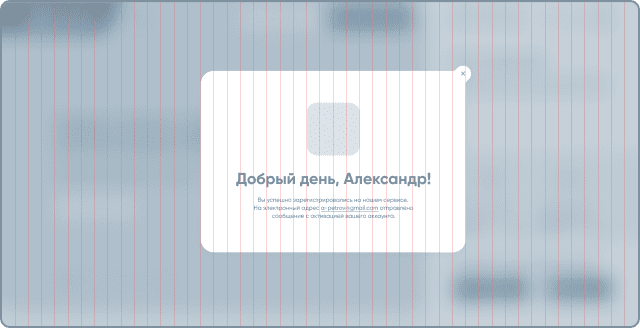 Добрый день, Александр!
Вы успешно зарегистрировались на нашем сервисе.
На электронный адрес a-petrov@gmail.com отправлено
сообщение с активацией вашего аккаунта.